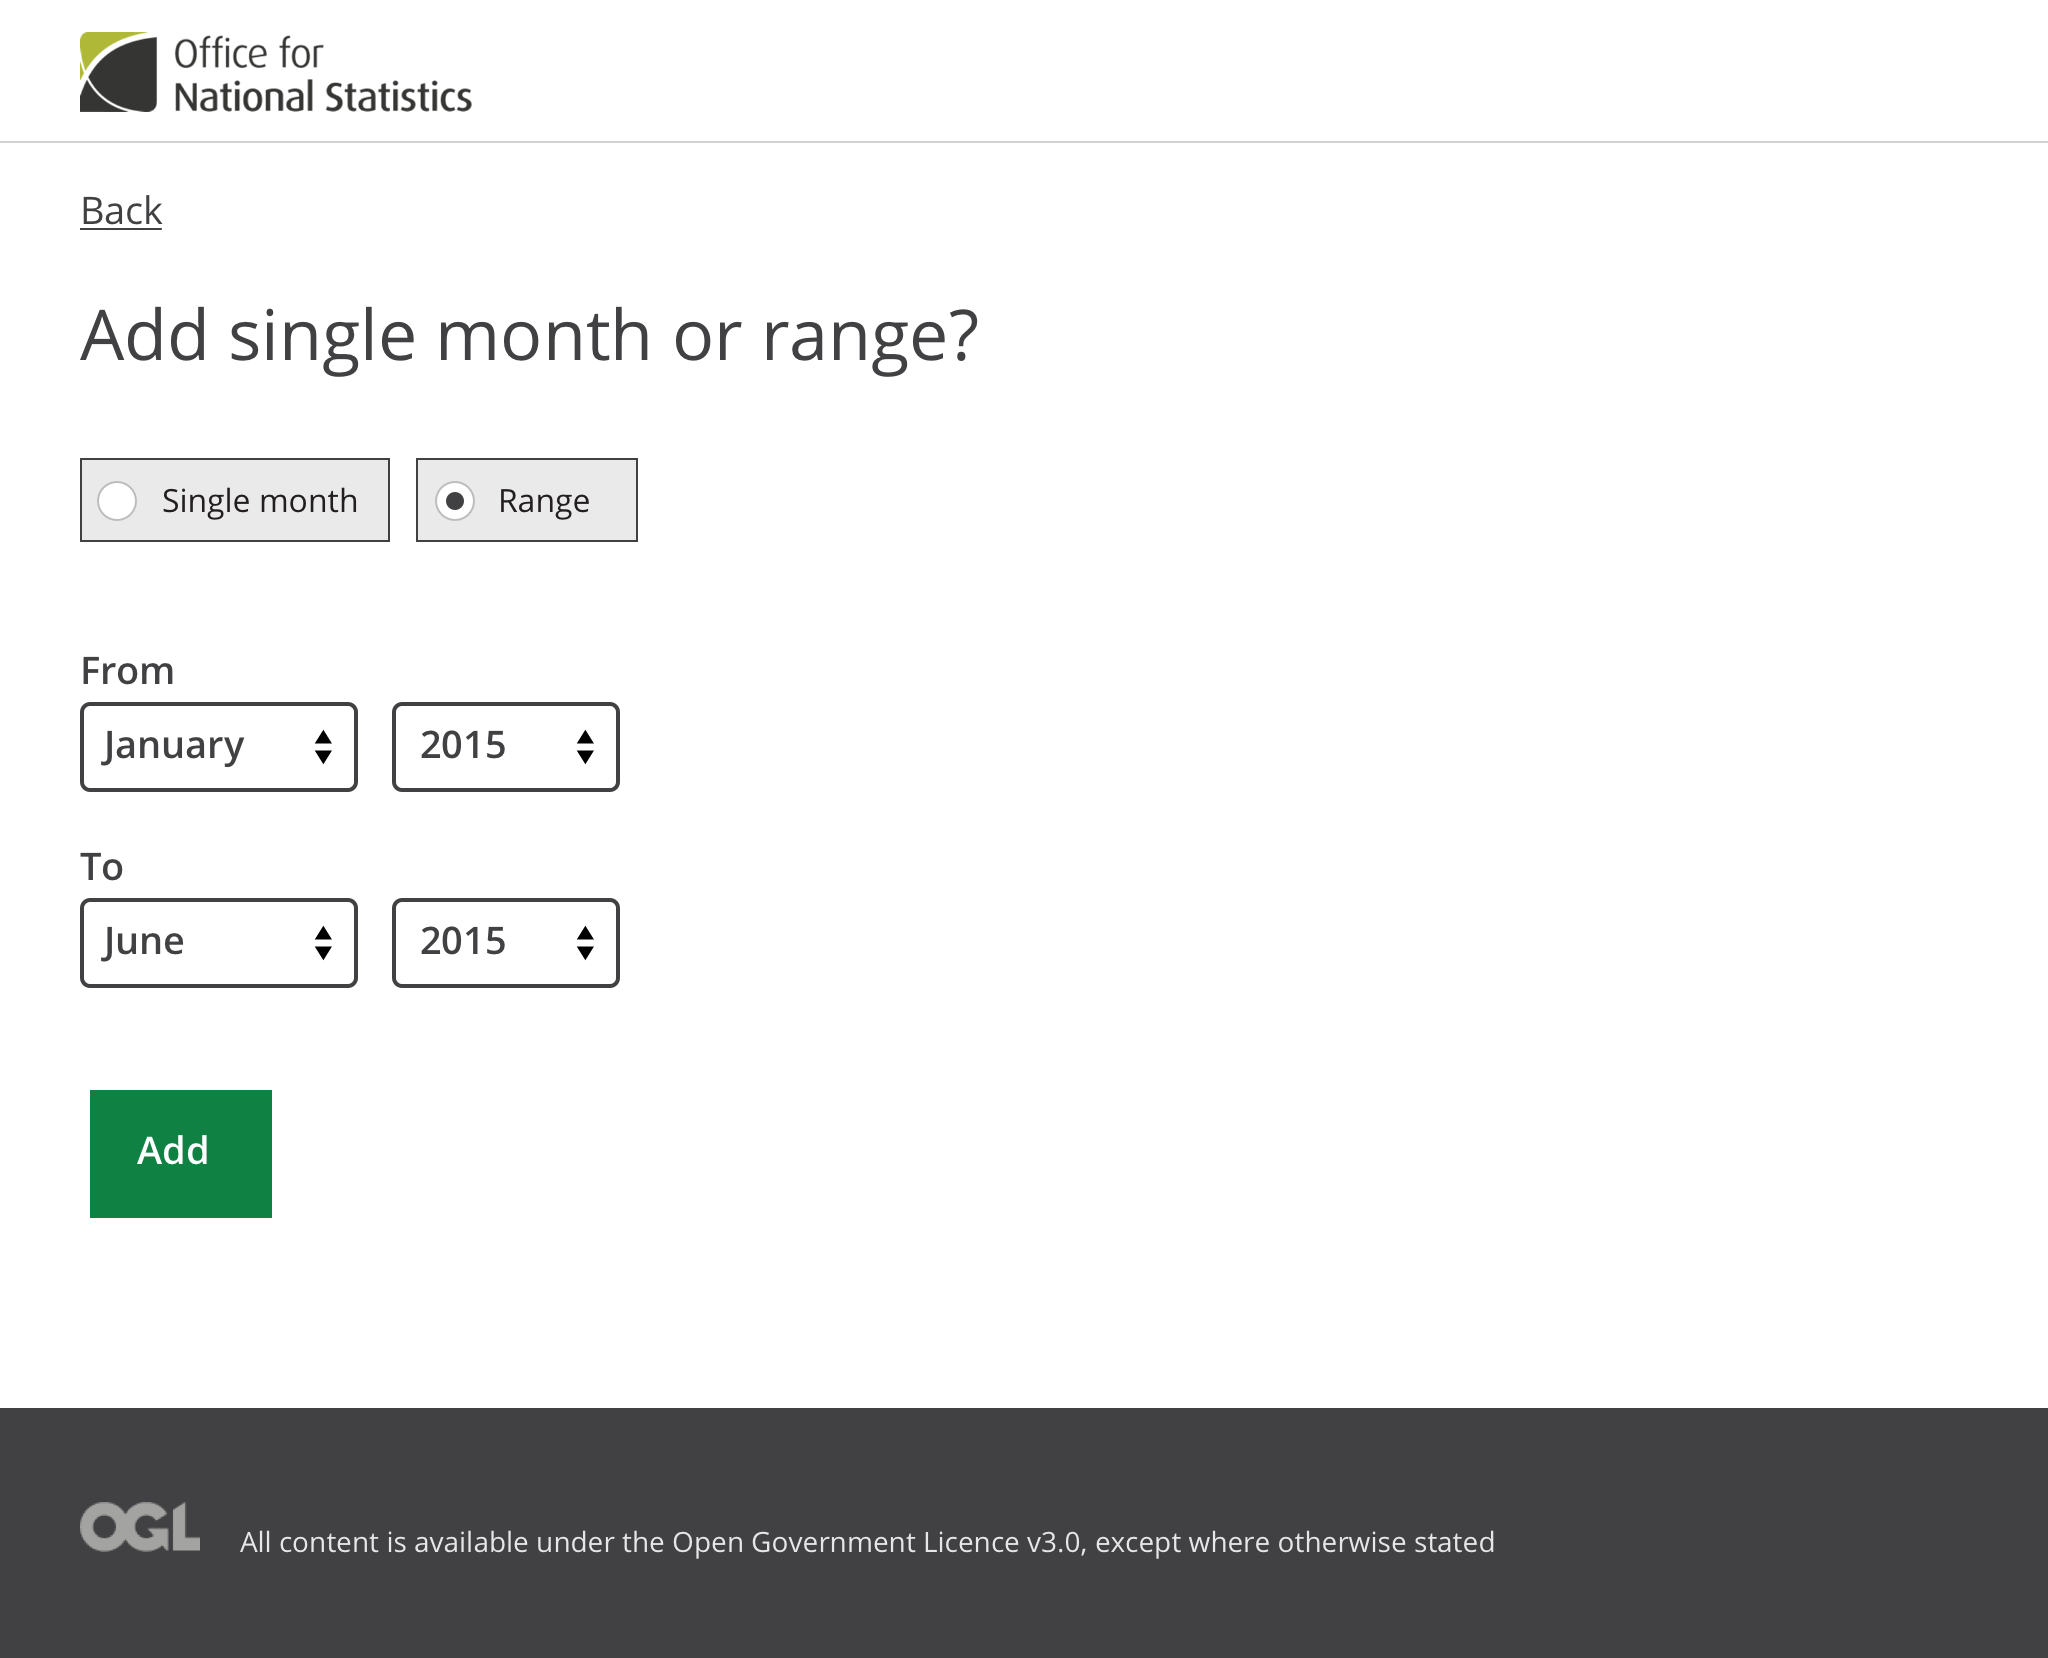 Office for
National Statistics
Back
Add single month or range?
Single month
Range
From
January
2015
To
June
2015
Add
OGL
All content is available under the Open Government Licence v3.0, except where otherwise stated